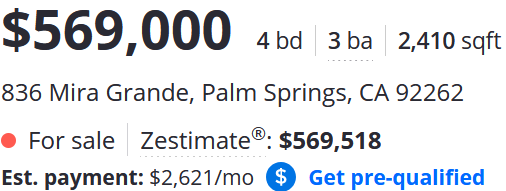 $569,000 4 bd 3 ba 2,410 sqft
836 Mira Grande, Palm Springs, CA 92262
For sale Zestimate®: $569,518
Est. payment: $2,621/mo $ Get pre-qualified